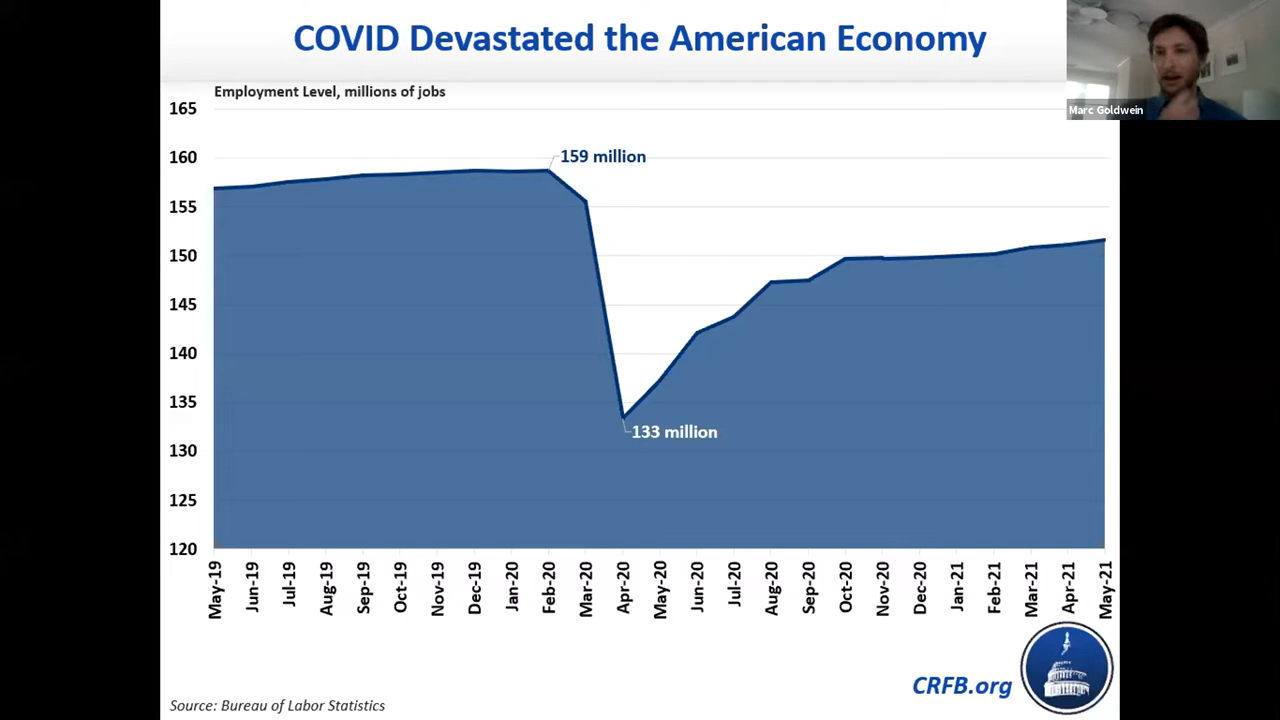 COVID Devastated the American Economy
Marc Goldwein
Employment Level, millions of jobs
165
160
155
150
145
140
135
130
125
120
159 million
133 million
May-19
Jun-19
Jul-19
Aug-19
Sep-19
Oct-19
Nov-19
Dec-19
Jan-20
Feb-20
Mar-20
Apr-20
May-20
Jun-20
Jul-20
Aug-20
Sep-20
Oct-20
Nov-20
Dec-20
Jan-21
Feb-21
Mar-21
Apr-21
May-21
CRFB.org
Source: Bureau of Labor Statistics